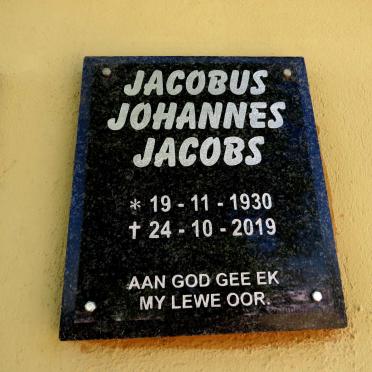 JACOBUS
JOHANNES
JACOBS
* 19 - 11 - 1930
† 24 - 10 - 2019
AAN GOD GEE EK
MY LEWE OOR.